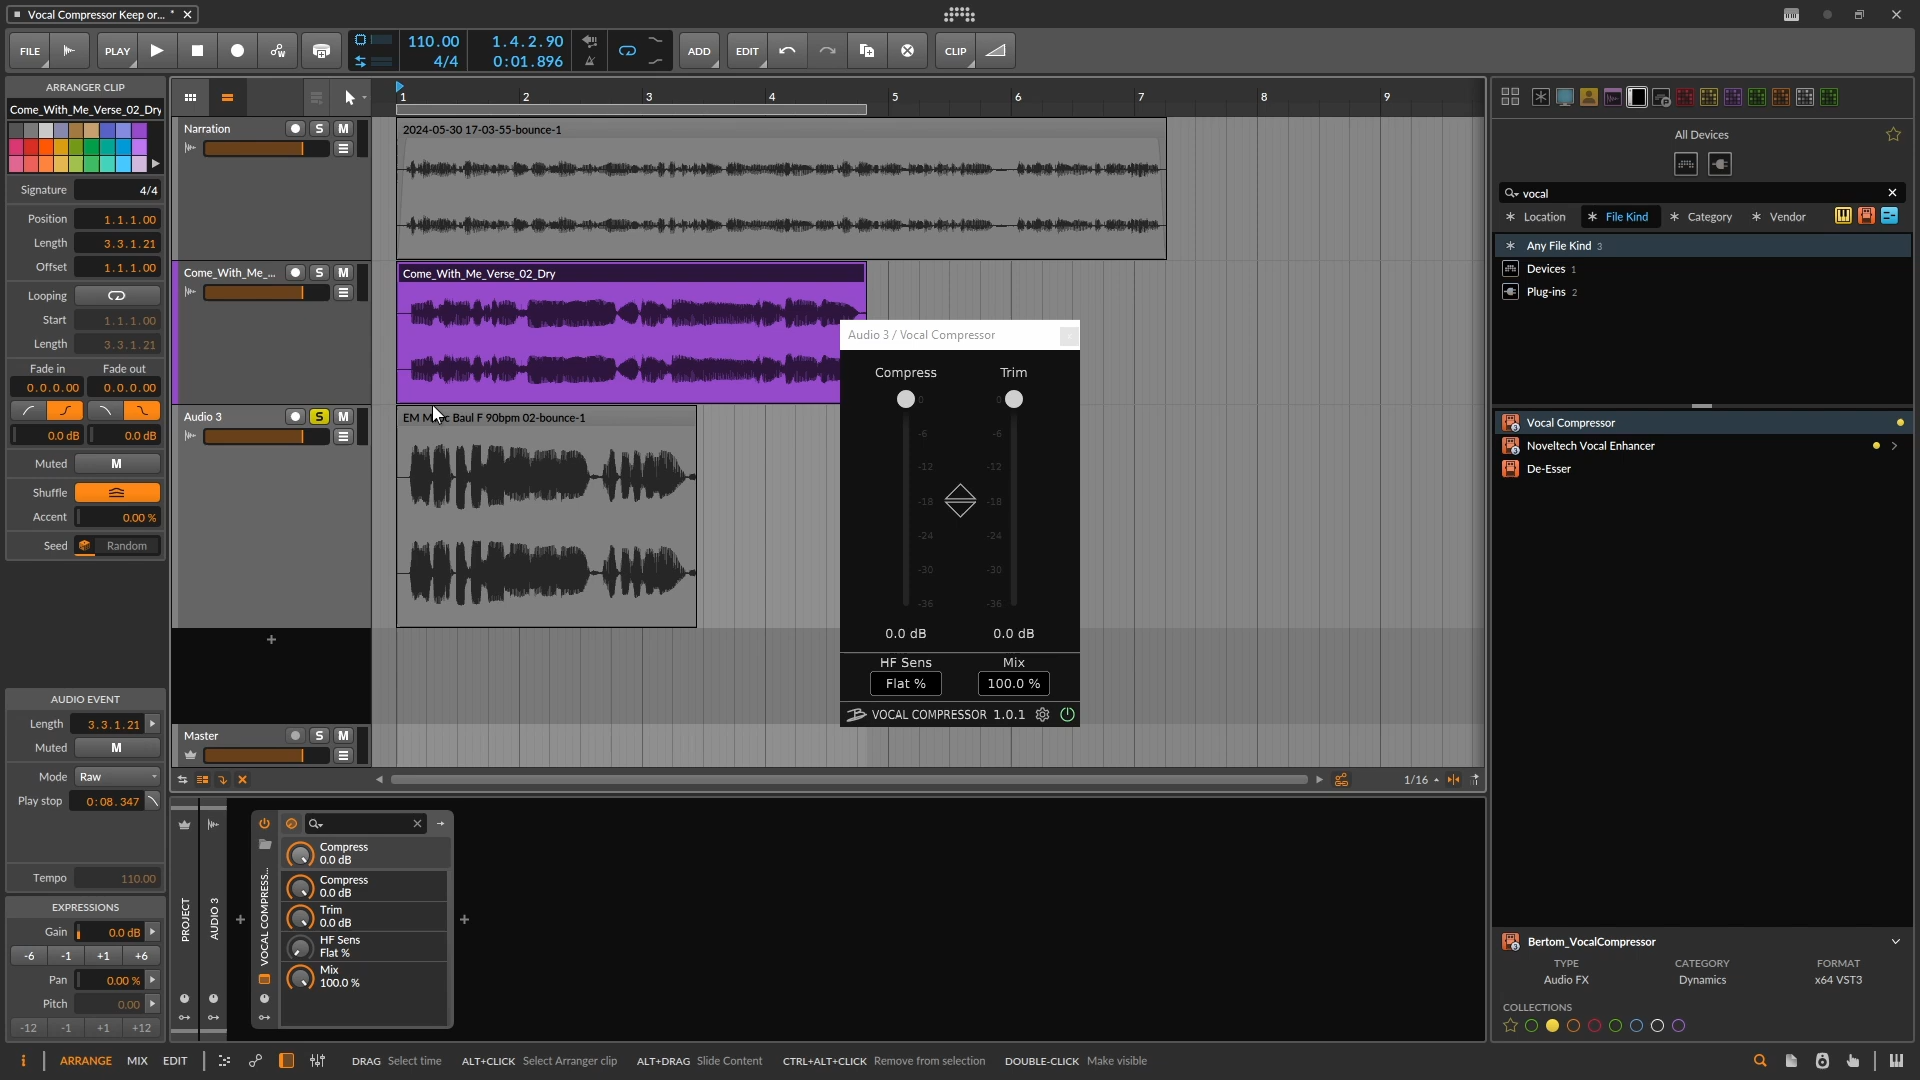 Vocal Compressor Keep or... *
FILE
PLAY
110.00
4/4
1.4.2.90
0:01.896
ADD
EDIT
CLIP
ARRANGER CLIP
Come_With_Me_Verse_02_Dry
Signature 4/4
Position 1.1.1.00
Length 3.3.1.21
Offset 1.1.1.00
Looping
Start 1.1.1.00
Length 3.3.1.21
Fade in Fade out
0.0.0.00 0.0.0.00
0.0 dB 0.0 dB
Muted M
Shuffle
Accent 0.00 %
Seed Random
AUDIO EVENT
Length 3.3.1.21
Muted M
Mode Raw
Play stop 0:08.347
Tempo 110.00
EXPRESSIONS
Gain 0.0 dB
-6 -1 +1 +6
Pan 0.00 %
Pitch 0.00
-12 -1 +1 +12
1 2 3 4 5 6 7 8 9
Narration S M
2024-05-30 17-03-55-bounce-1
Come_With_Me_... S M
Come_With_Me_Verse_02_Dry
Audio 3 S M
EM M c Baul F 90bpm 02-bounce-1
+
Master S M
1/16
Audio 3 / Vocal Compressor
Compress Trim
0 0
-6 -6
-12 -12
-18 -18
-24 -24
-30 -30
-36 -36
0.0 dB 0.0 dB
HF Sens Mix
Flat % 100.0 %
VOCAL COMPRESSOR 1.0.1
PROJECT
AUDIO 3
VOCAL COMPRESS...
Compress
0.0 dB
Compress
0.0 dB
Trim
0.0 dB
HF Sens
Flat %
Mix
100.0 %
All Devices
vocal
Location File Kind Category Vendor
Any File Kind 3
Devices 1
Plug-ins 2
Vocal Compressor
Noveltech Vocal Enhancer
De-Esser
Bertom_VocalCompressor
TYPE CATEGORY FORMAT
Audio FX Dynamics x64 VST3
COLLECTIONS
i ARRANGE MIX EDIT
DRAG Select time ALT+CLICK Select Arranger clip ALT+DRAG Slide Content CTRL+ALT+CLICK Remove from selection DOUBLE-CLICK Make visible